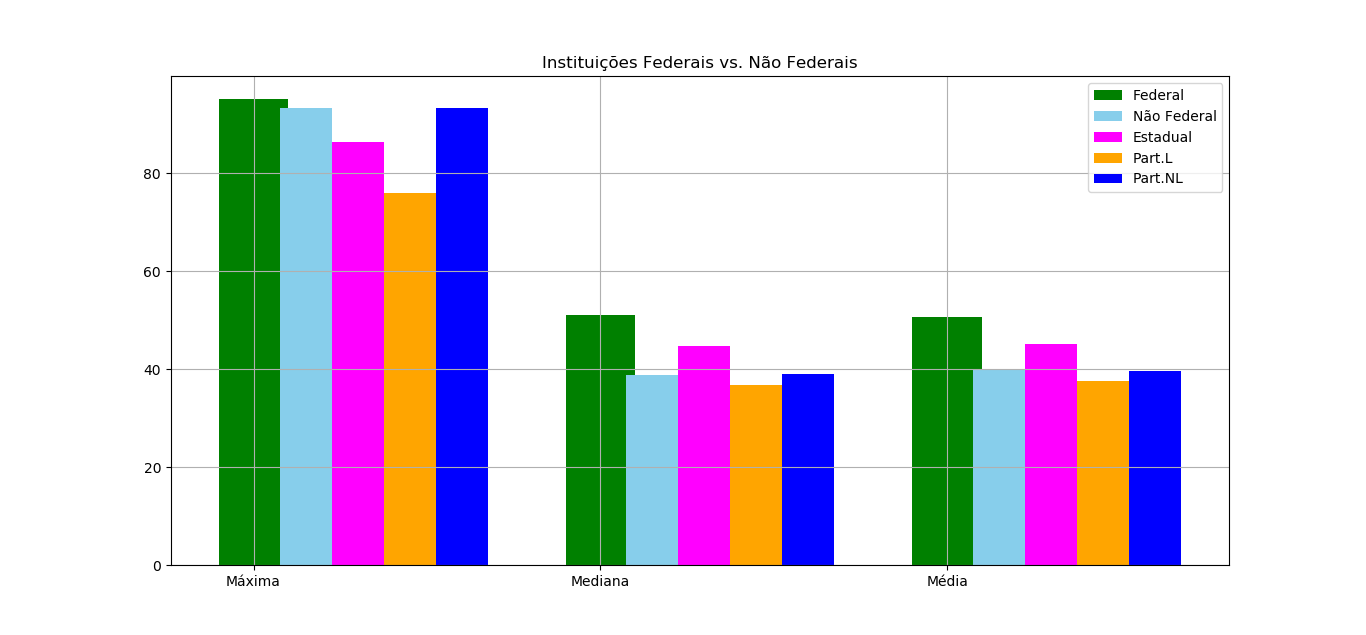 Instituições Federais vs. Não Federais
Federal
Não Federal
Estadual
Part.L
Part.NL
80
60
40
20
0
Máxima
Mediana
Média